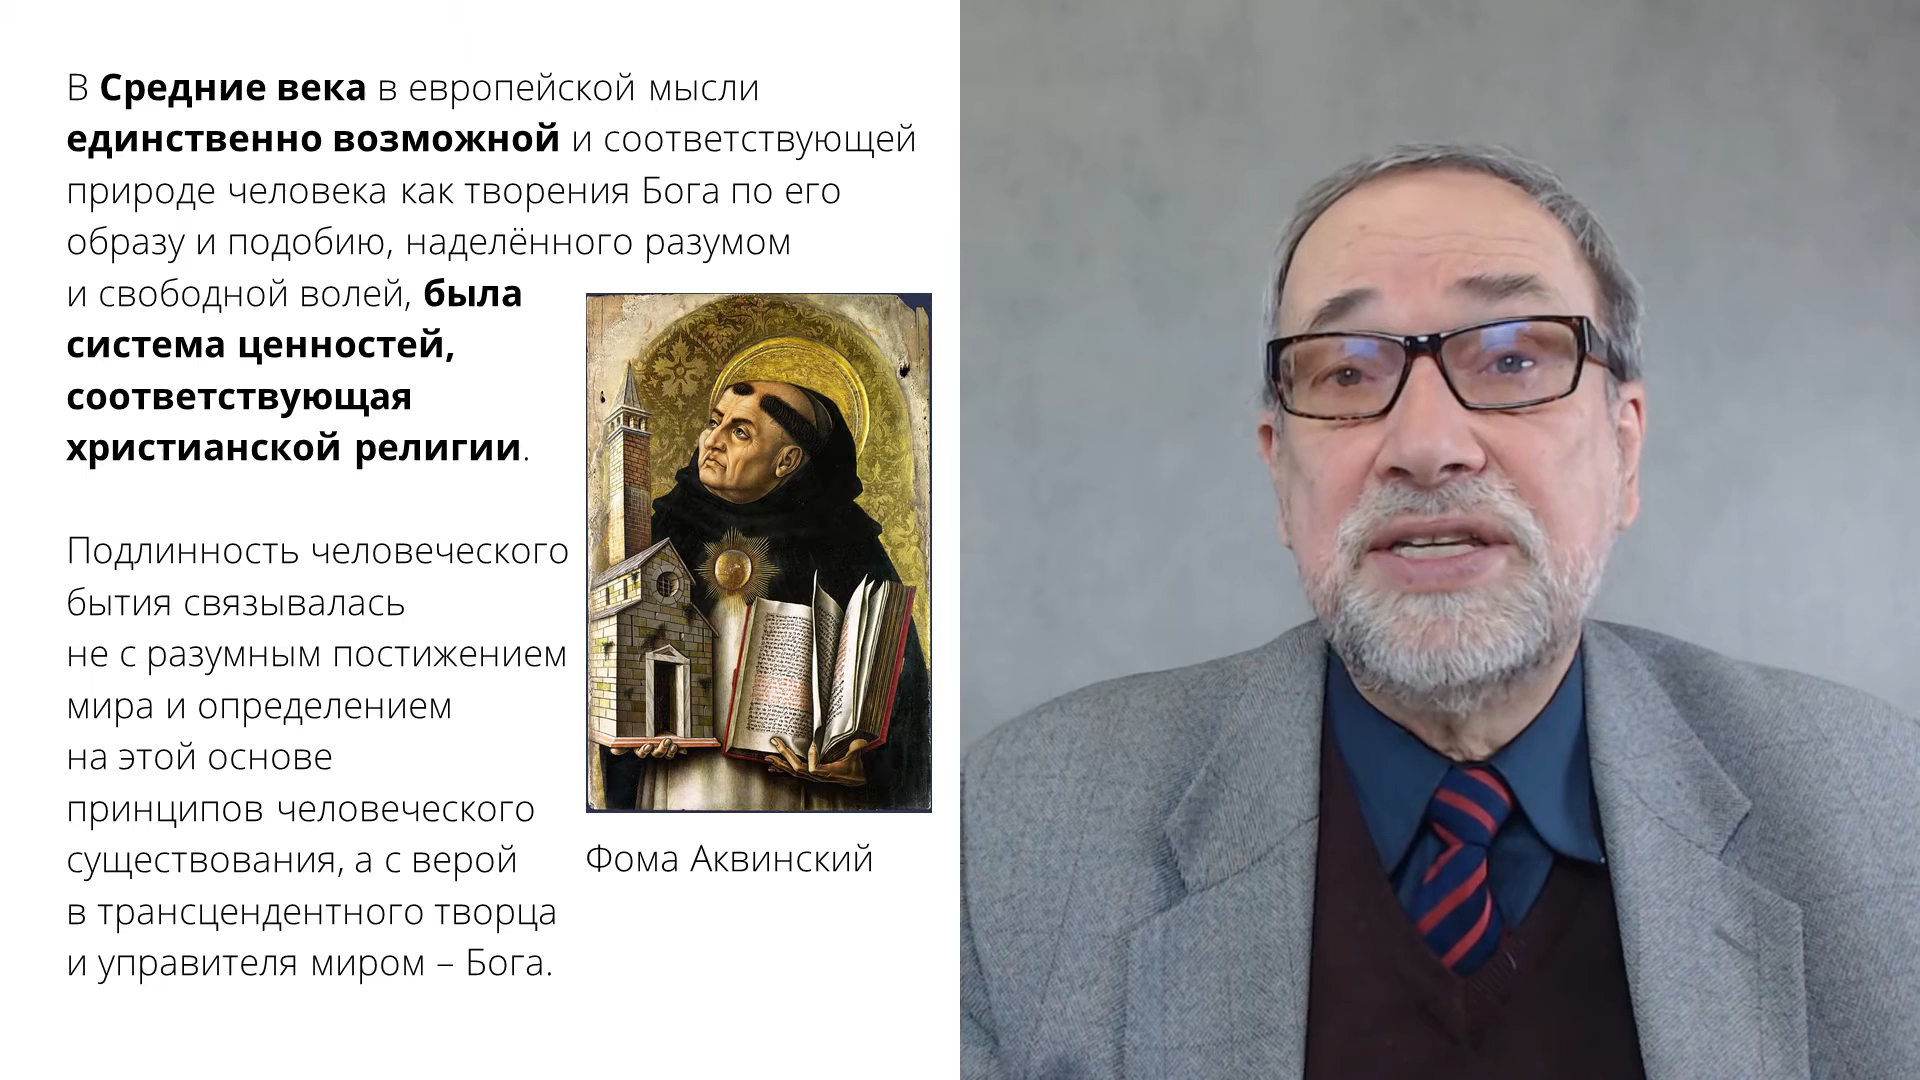 В Средние века в европейской мысли
единственно возможной и соответствующей
природе человека как творения Бога по его
образу и подобию, наделённого разумом
и свободной волей, была
система ценностей,
соответствующая
христианской религии.
Подлинность человеческого
бытия связывалась
не с разумным постижением
мира и определением
на этой основе
принципов человеческого
существования, а с верой
в трансцендентного творца
и управителя миром – Бога.
Фома Аквинский